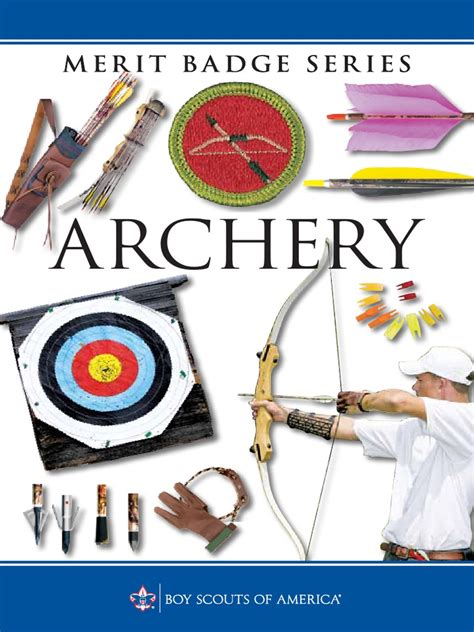 MERIT BADGE SERIES
ARCHERY
BOY SCOUTS OF AMERICA®